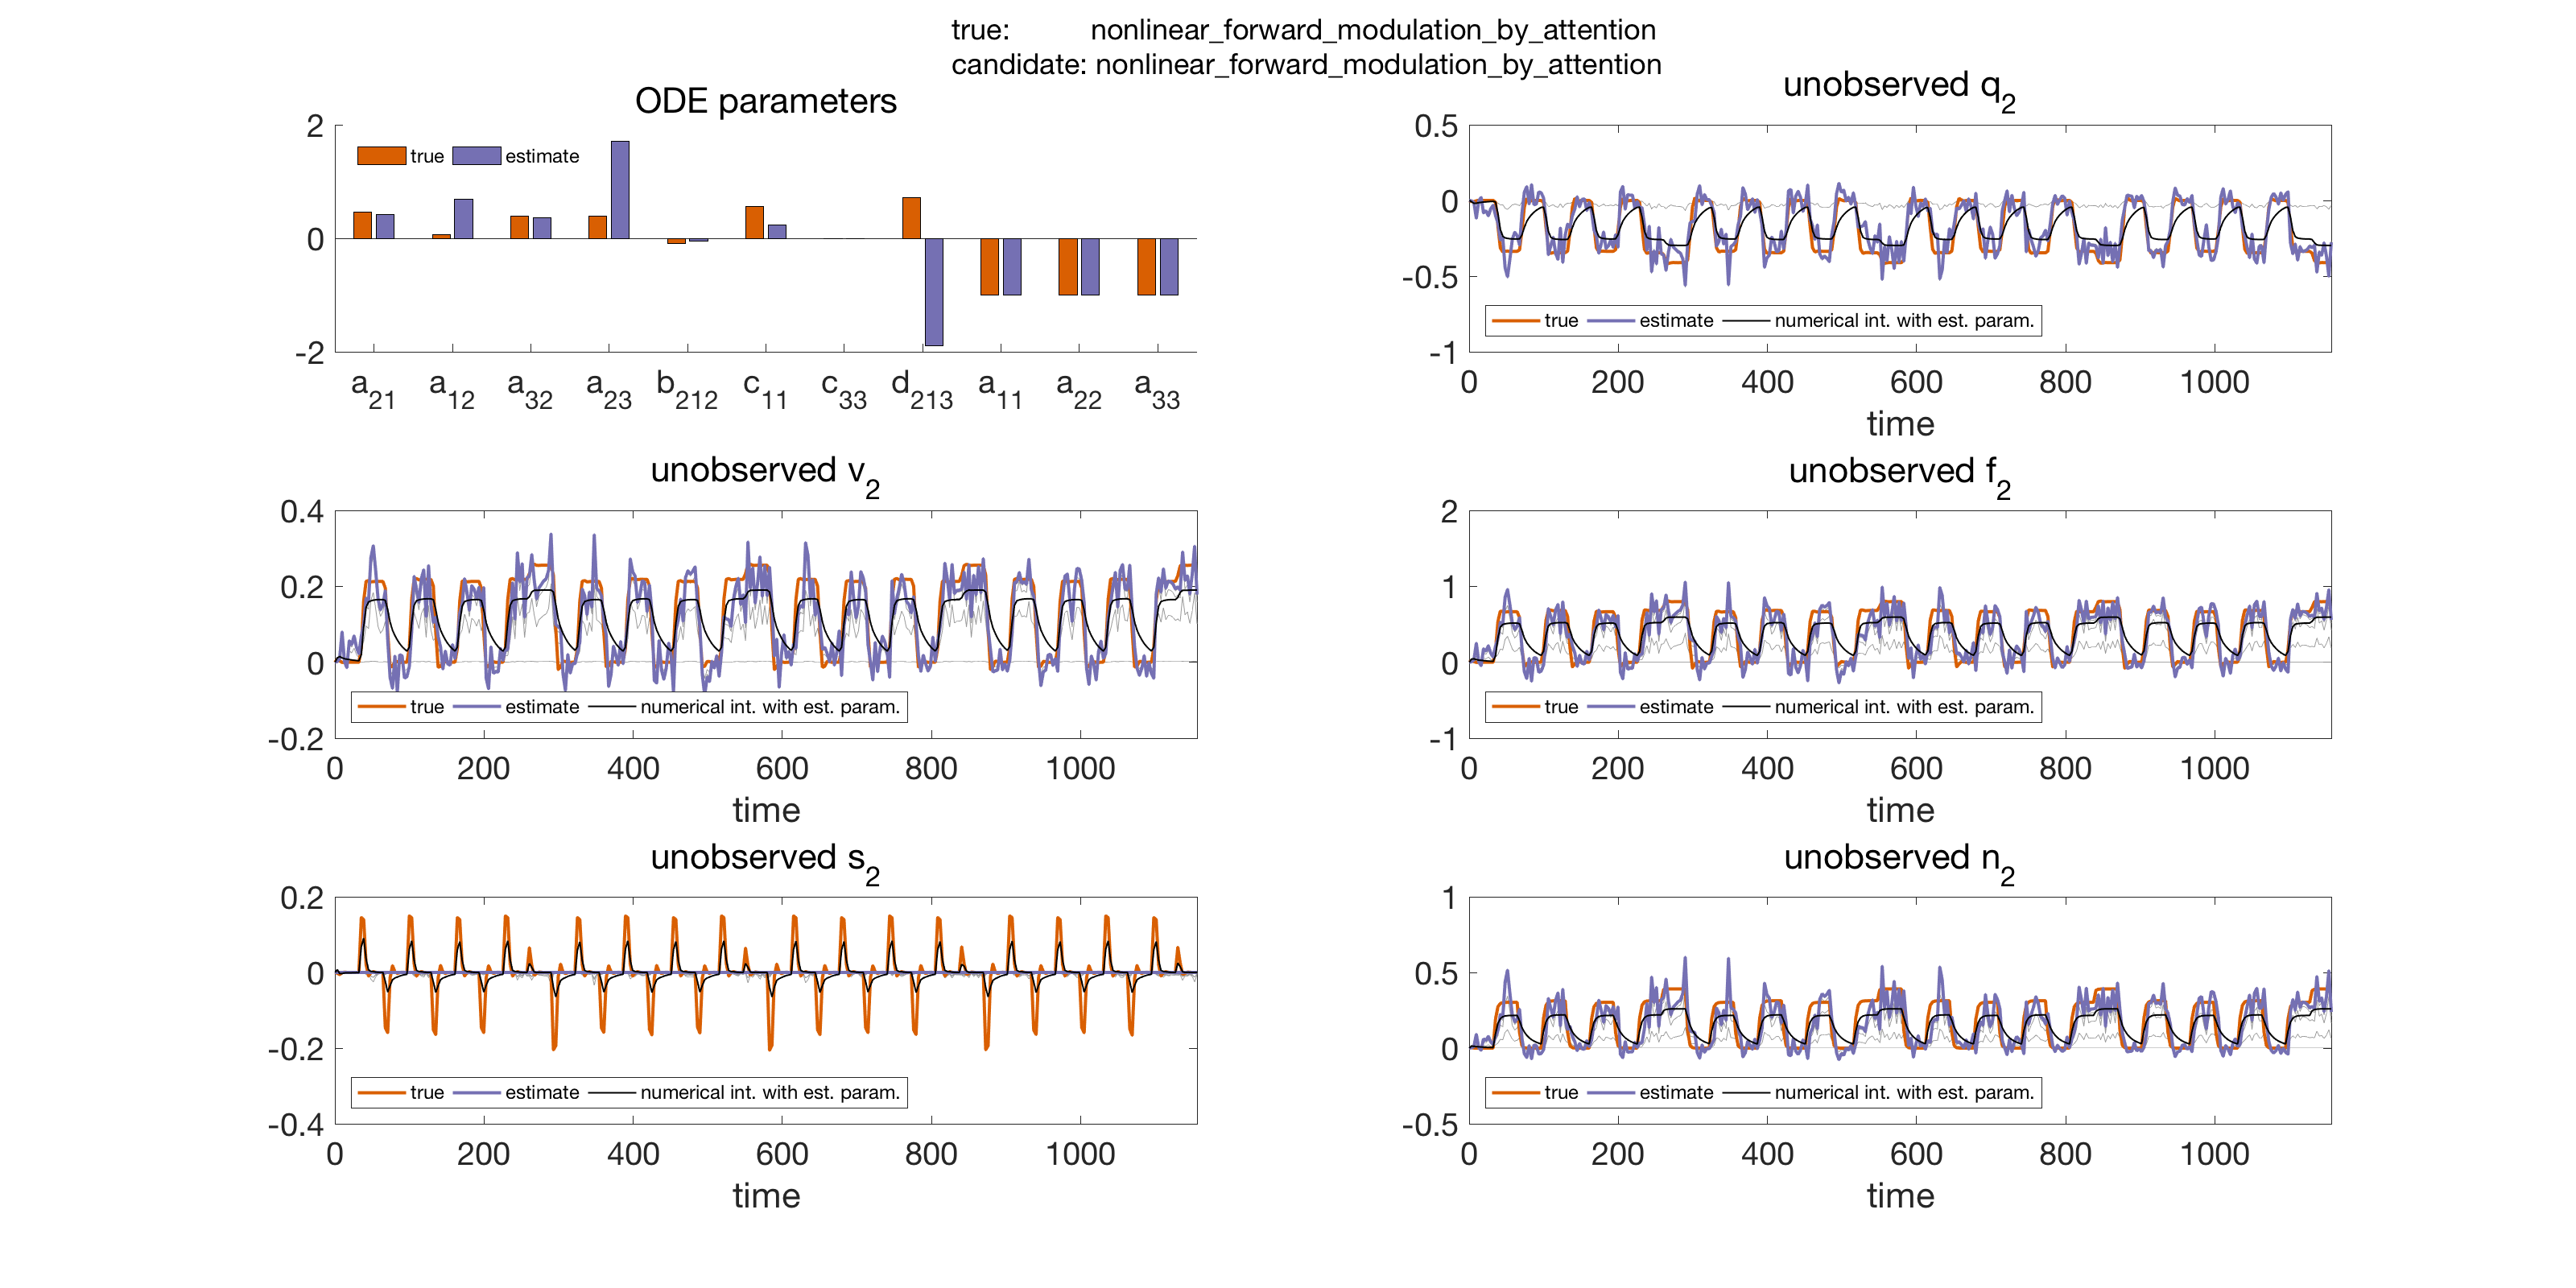 true: nonlinear_forward_modulation_by_attention
candidate: nonlinear_forward_modulation_by_attention
ODE parameters
2
0
-2
true estimate
a21 a12 a32 a23 b212 c11 c33 d213 a11 a22 a33
unobserved q2
0.5
0
-0.5
-1
true estimate numerical int. with est. param.
0 200 400 600 800 1000
time
unobserved v2
0.4
0.2
0
-0.2
true estimate numerical int. with est. param.
0 200 400 600 800 1000
time
unobserved f2
2
1
0
-1
true estimate numerical int. with est. param.
0 200 400 600 800 1000
time
unobserved s2
0.2
0
-0.2
-0.4
true estimate numerical int. with est. param.
0 200 400 600 800 1000
time
unobserved n2
1
0.5
0
-0.5
true estimate numerical int. with est. param.
0 200 400 600 800 1000
time